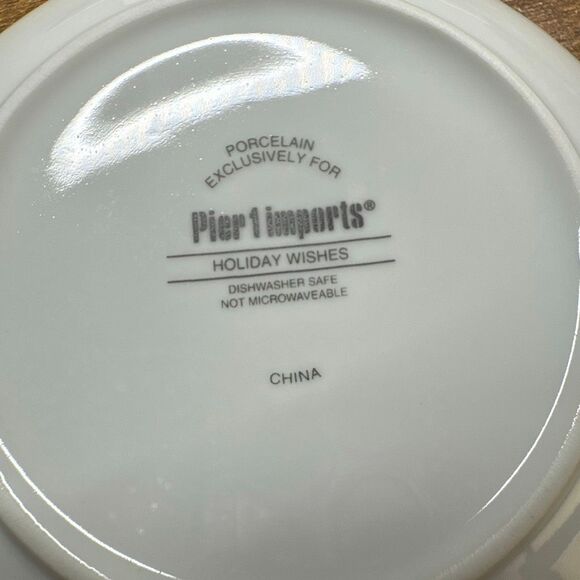 PORCELAIN
EXCLUSIVELY FOR
Pier 1 imports®
HOLIDAY WISHES
DISHWASHER SAFE
NOT MICROWAVEABLE
CHINA